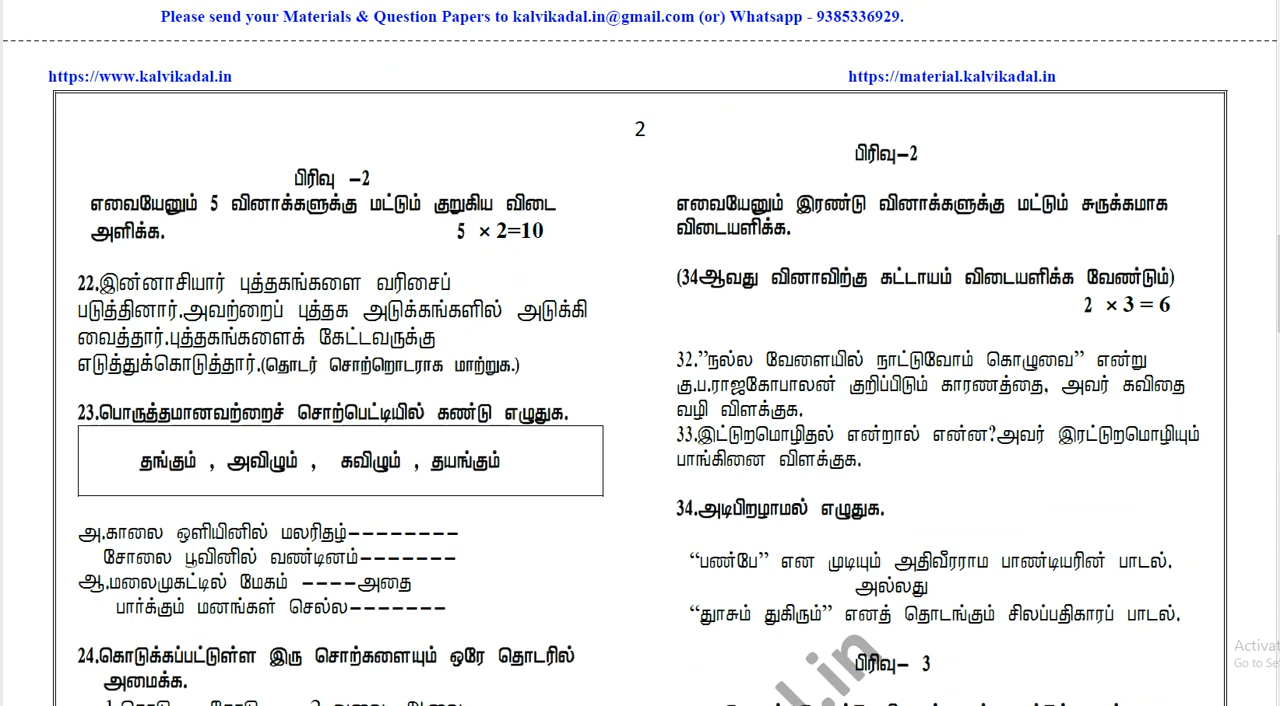 Please send your Materials & Question Papers to kalvikadal.in@gmail.com (or) Whatsapp - 9385336929.
https://www.kalvikadal.in
https://material.kalvikadal.in
2
பிரிவு -2
எவையேனும் 5 வினாக்களுக்கு மட்டும் குறுகிய விடை
அளிக்க. 5 × 2=10
22.இன்னாசியார் புத்தகங்களை வரிசைப்
படுத்தினார்.அவற்றைப் புத்தக அடுக்கங்களில் அடுக்கி
வைத்தார்.புத்தகங்களைக் கேட்டவருக்கு
எடுத்துக்கொடுத்தார்.(தொடர் சொற்றொடராக மாற்றுக.)
23.பொருத்தமானவற்றைச் சொற்பெட்டியில் கண்டு எழுதுக.
தங்கும் , அவிழும் , கவிழும் , தயங்கும்
அ.காலை ஒளியினில் மலரிதழ்--------
சோலை பூவினில் வண்டினம்-------
ஆ.மலைமுகட்டில் மேகம் ----அதை
பார்க்கும் மனங்கள் செல்ல-------
24.கொடுக்கப்பட்டுள்ள இரு சொற்களையும் ஒரே தொடரில்
அமைக்க.
பிரிவு-2
எவையேனும் இரண்டு வினாக்களுக்கு மட்டும் சுருக்கமாக
விடையளிக்க.
(34ஆவது வினாவிற்கு கட்டாயம் விடையளிக்க வேண்டும்)
2 × 3 = 6
32.”நல்ல வேளையில் நாட்டுவோம் கொழுவை” என்று
கு.ப.ராஜகோபாலன் குறிப்பிடும் காரணத்தை, அவர் கவிதை
வழி விளக்குக.
33.இட்டுறமொழிதல் என்றால் என்ன?அவர் இரட்டுறமொழியும்
பாங்கினை விளக்குக.
34.அடிபிறழாமல் எழுதுக.
“பண்பே” என முடியும் அதிவீரராம பாண்டியரின் பாடல்.
அல்லது
“தூசும் துகிரும்” எனத் தொடங்கும் சிலப்பதிகாரப் பாடல்.
பிரிவு- 3
l.in
Activat
Go to Set